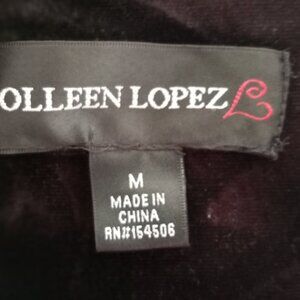 OLLEEN LOPEZ
M
MADE IN
CHINA
RN#154506